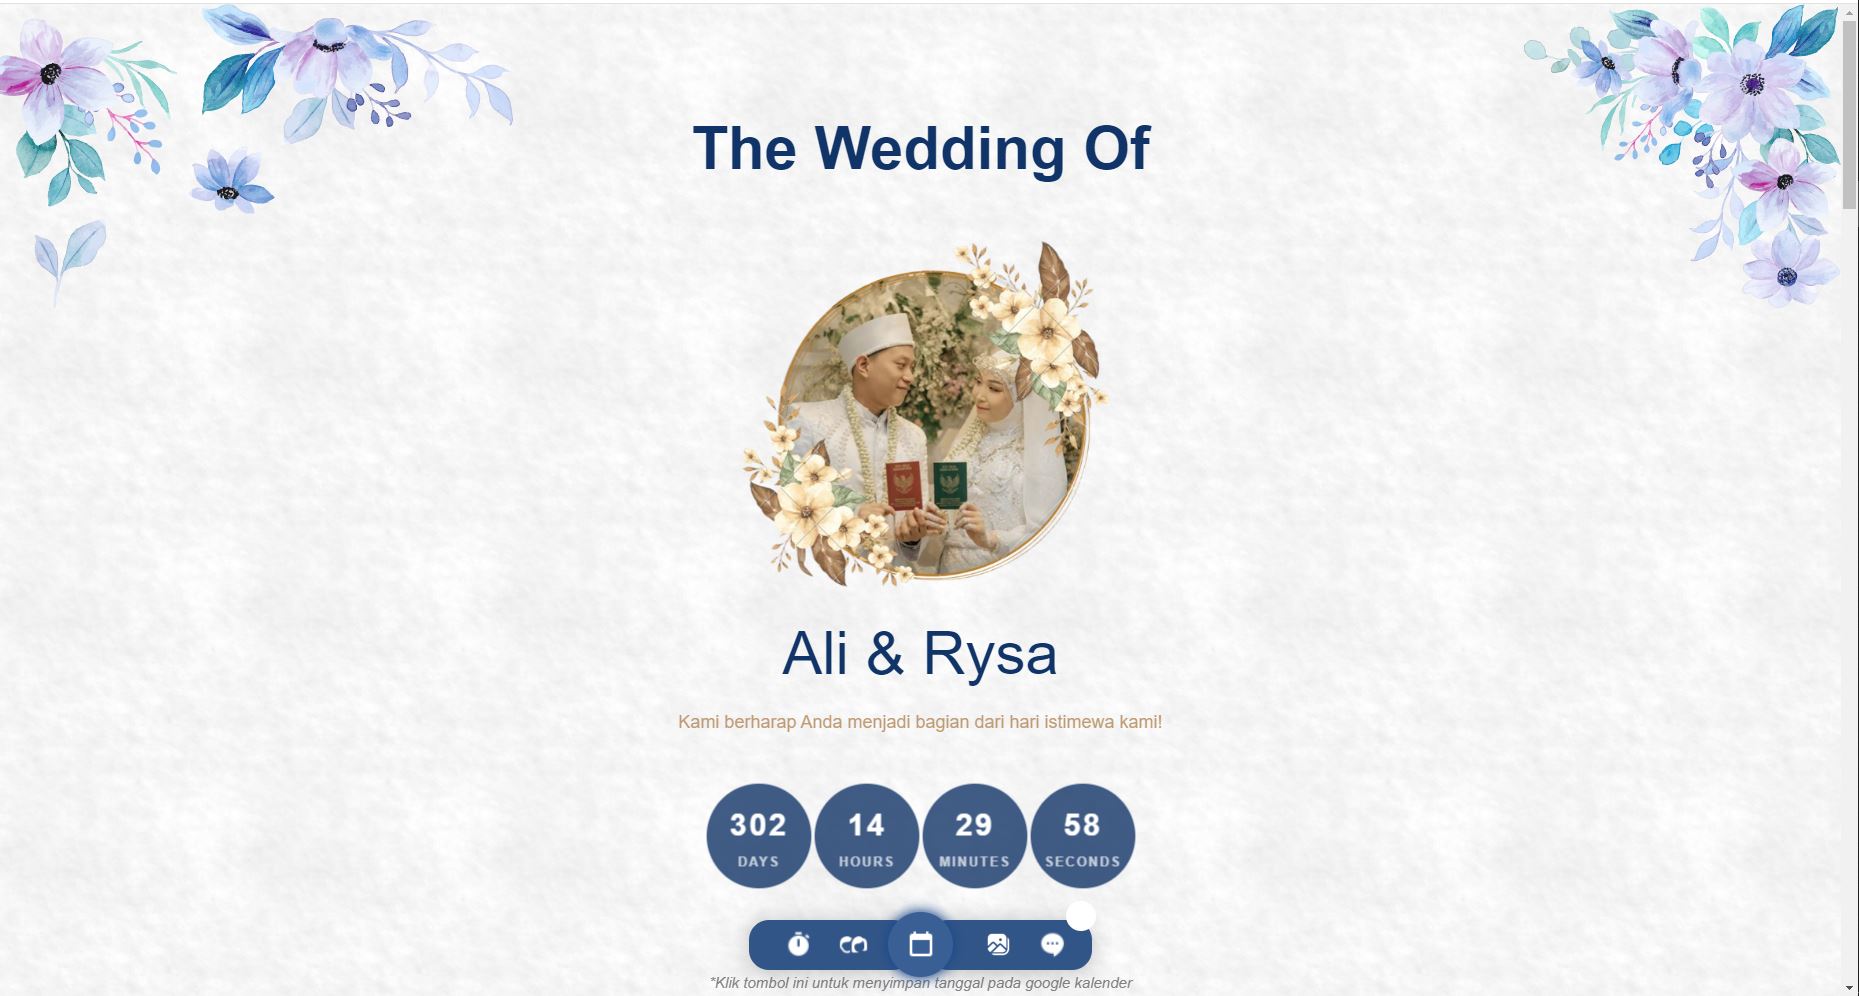 The Wedding Of
Ali & Rysa
Kami berharap Anda menjadi bagian dari hari istimewa kami!
302 14 29 58
DAYS HOURS MINUTES SECONDS
*Klik tombol ini untuk menyimpan tanggal pada google kalender